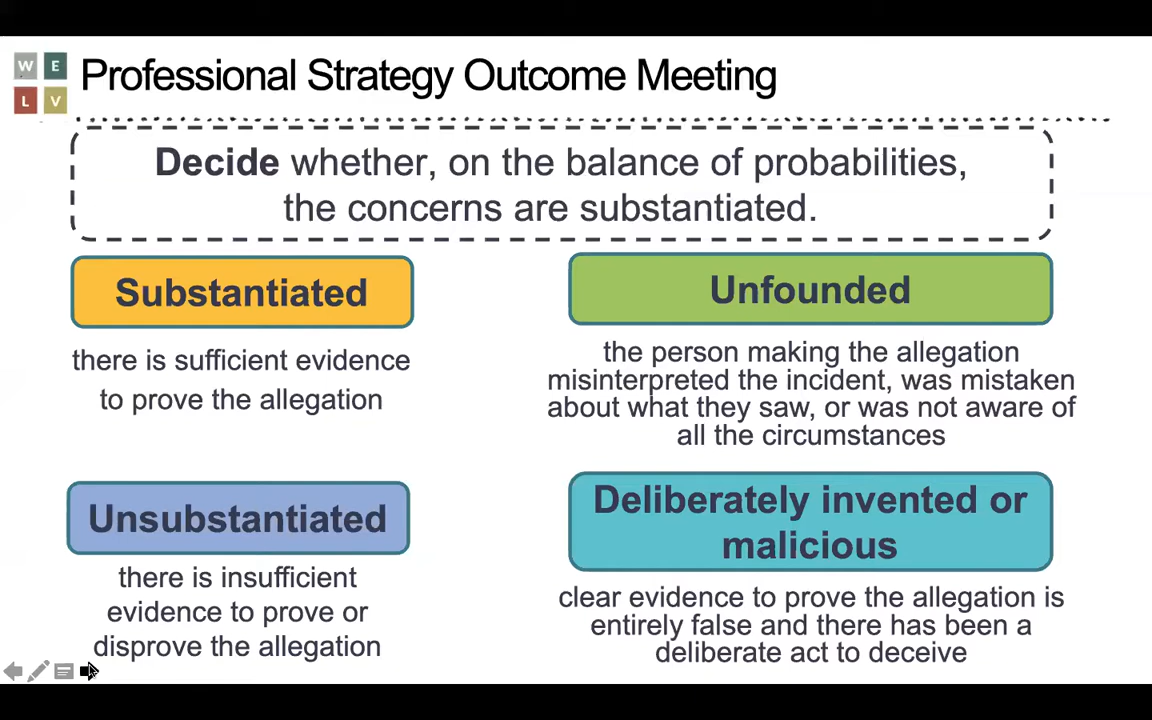 W E
L V
Professional Strategy Outcome Meeting
Decide whether, on the balance of probabilities,
the concerns are substantiated.
Substantiated
there is sufficient evidence
to prove the allegation
Unfounded
the person making the allegation
misinterpreted the incident, was mistaken
about what they saw, or was not aware of
all the circumstances
Unsubstantiated
there is insufficient
evidence to prove or
disprove the allegation
Deliberately invented or
malicious
clear evidence to prove the allegation is
entirely false and there has been a
deliberate act to deceive